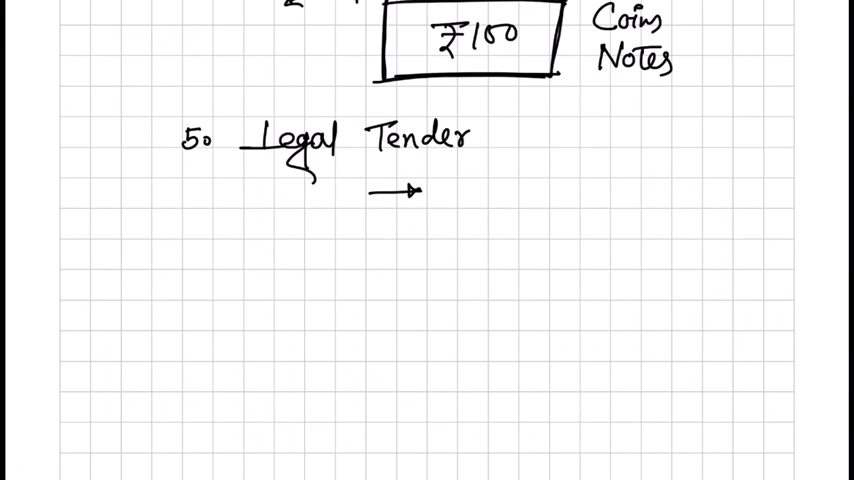 ₹100
Coins
Notes
5. Legal Tender
→